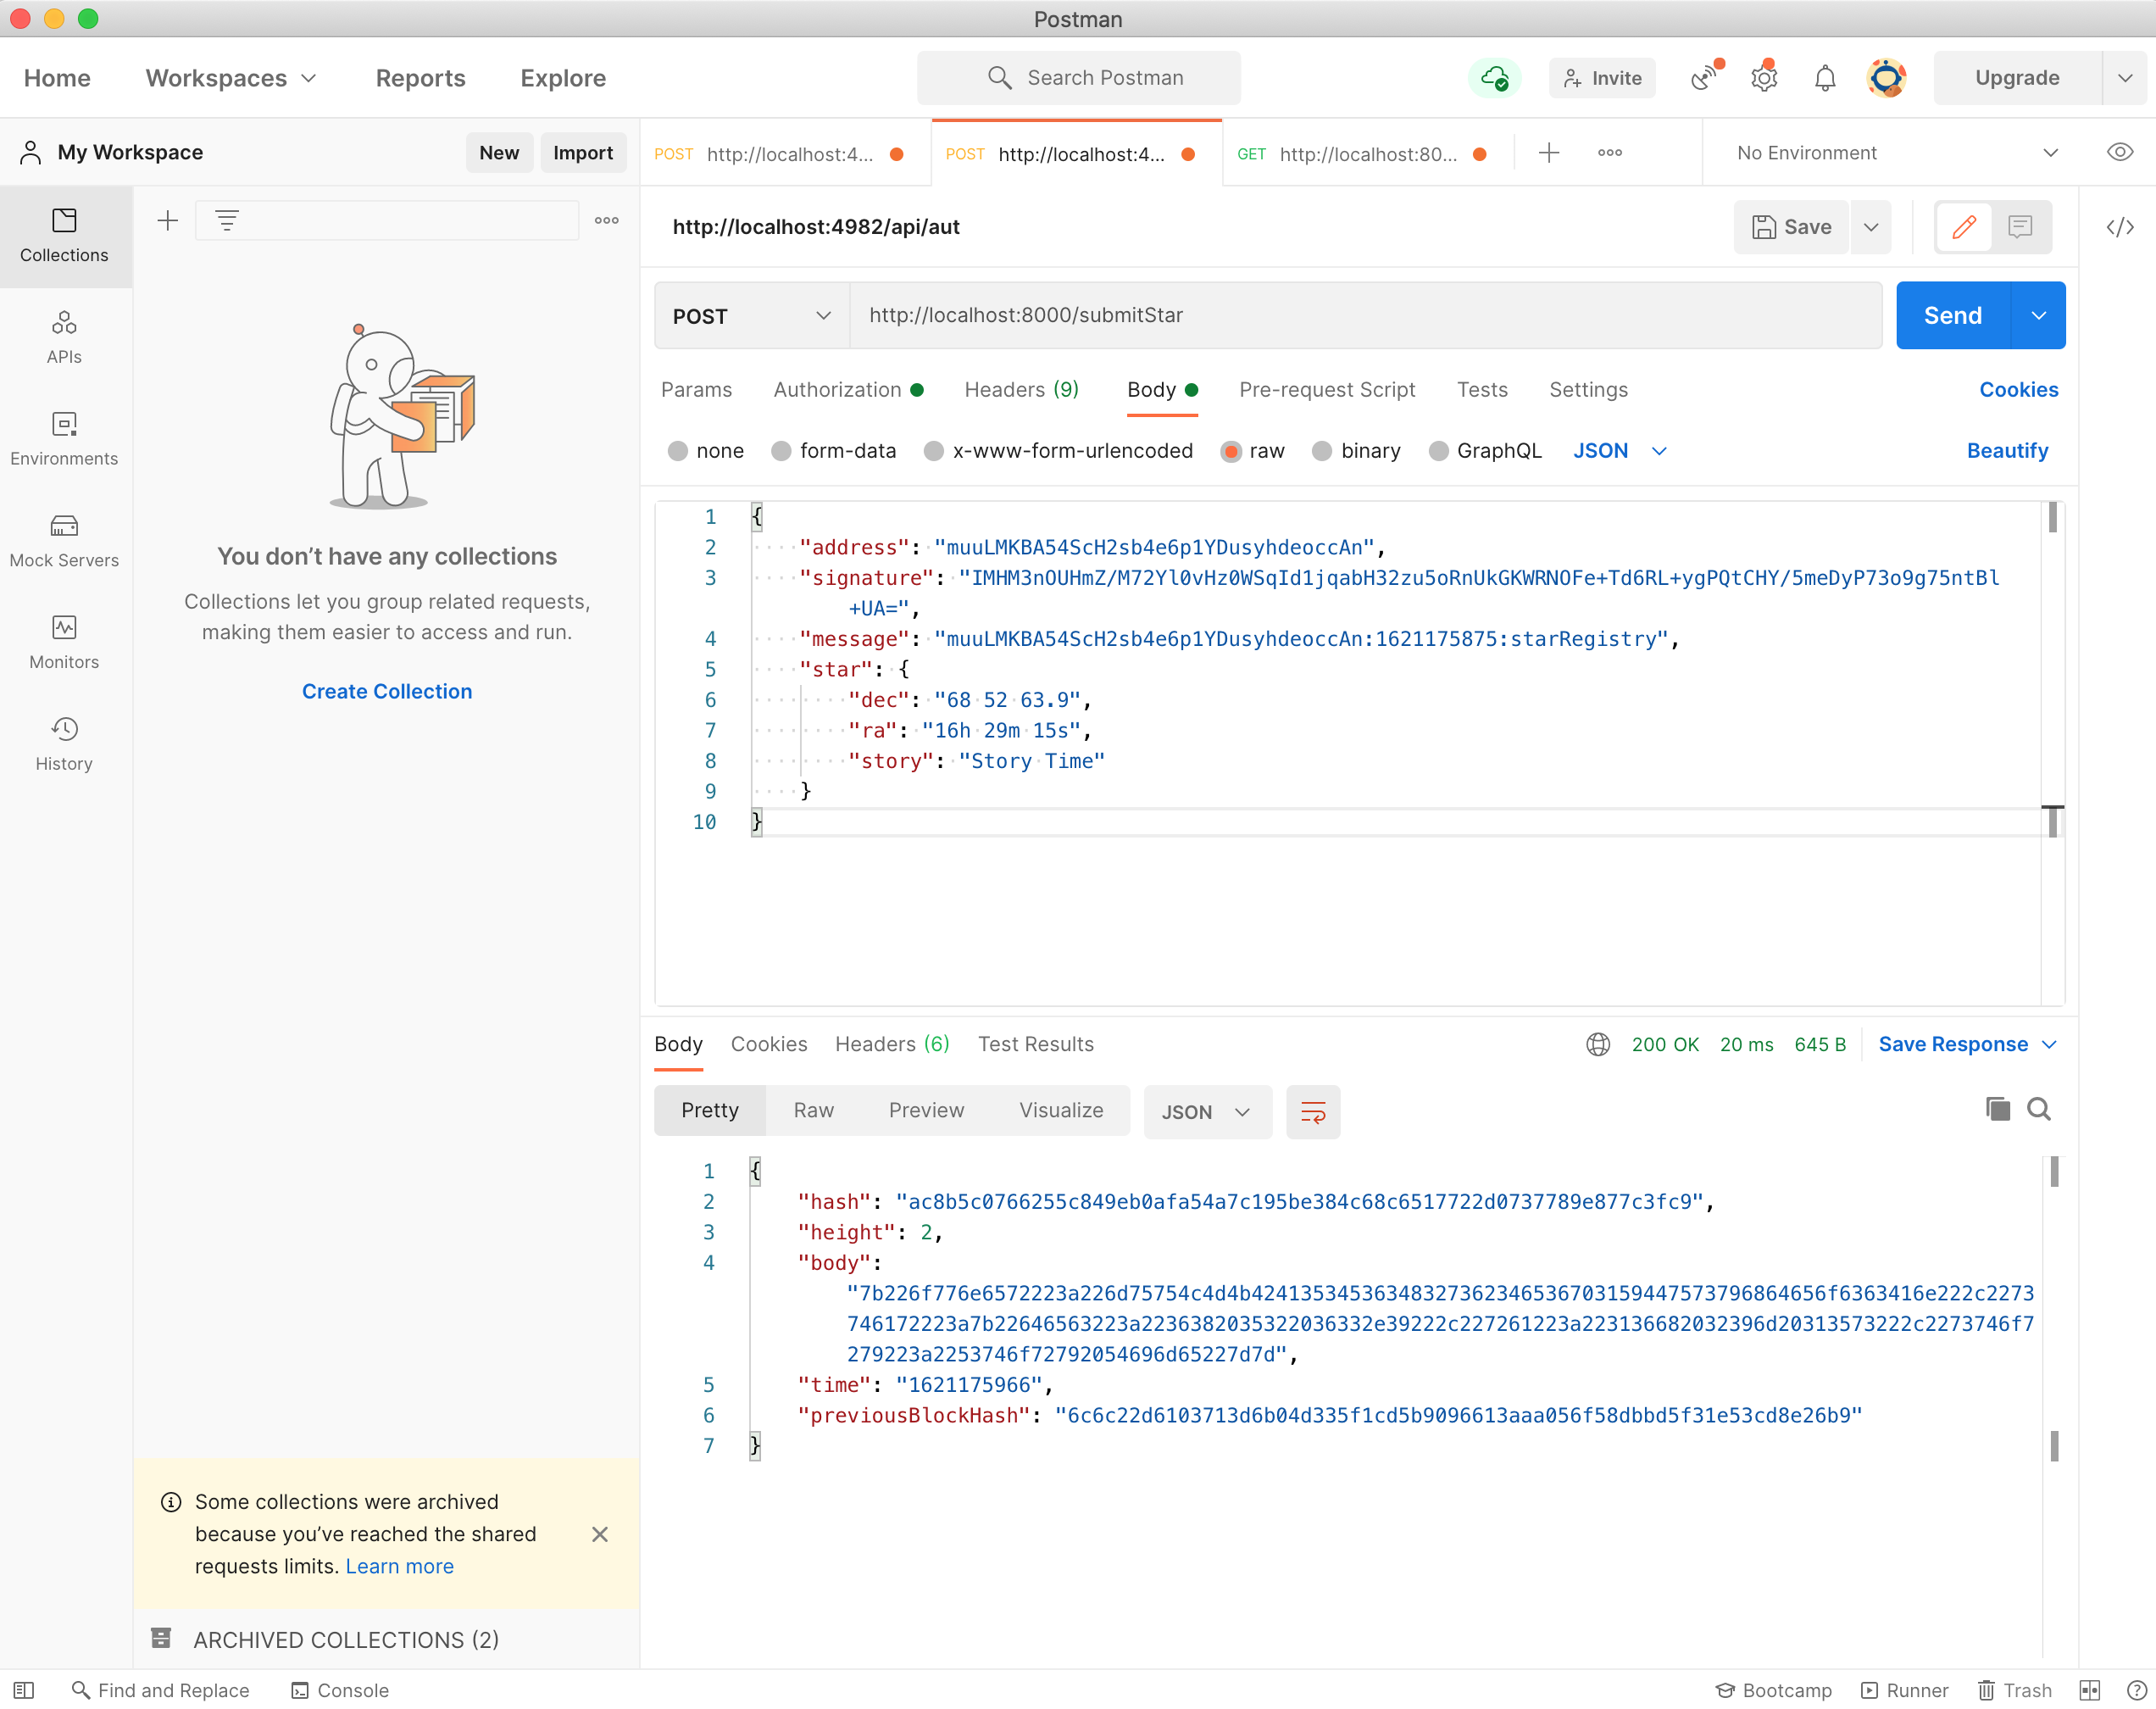 Postman
Home
Workspaces
Reports
Explore
Search Postman
Invite
Upgrade
My Workspace
New
Import
POST http://localhost:4...
POST http://localhost:4...
GET http://localhost:80...
No Environment
Collections
APIs
Environments
Mock Servers
Monitors
History
You don’t have any collections
Collections let you group related requests,
making them easier to access and run.
Create Collection
Some collections were archived
because you’ve reached the shared
requests limits. Learn more
ARCHIVED COLLECTIONS (2)
http://localhost:4982/api/aut
Save
POST
http://localhost:8000/submitStar
Send
Params
Authorization
Headers (9)
Body
Pre-request Script
Tests
Settings
Cookies
none
form-data
x-www-form-urlencoded
raw
binary
GraphQL
JSON
Beautify
1 {
2 "address": "muuLMKBA54ScH2sb4e6p1YDusyhdeoccAn",
3 "signature": "IMHM3nOUHmZ/M72Yl0vHz0WSqId1jqabH32zu5oRnUkGKWRNOFe+Td6RL+ygPQtCHY/5meDyP73o9g75ntBl
+UA=",
4 "message": "muuLMKBA54ScH2sb4e6p1YDusyhdeoccAn:1621175875:starRegistry",
5 "star": {
6 "dec": "68 52 63.9",
7 "ra": "16h 29m 15s",
8 "story": "Story Time"
9 }
10 }
Body
Cookies
Headers (6)
Test Results
200 OK
20 ms
645 B
Save Response
Pretty
Raw
Preview
Visualize
JSON
1 {
2 "hash": "ac8b5c0766255c849eb0afa54a7c195be384c68c6517722d0737789e877c3fc9",
3 "height": 2,
4 "body":
"7b226f776e6572223a226d75754c4d4b424135345363483273623465367031594475737968646 56f6363416e222c2273
746172223a7b22646563223a2236382035322036332e39222c227261223a223136682032396d20313573222c2273746f7
279223a2253746f72792054696d65227d7d",
5 "time": "1621175966",
6 "previousBlockHash": "6c6c22d6103713d6b04d335f1cd5b9096613aaa056f58dbbd5f31e53cd8e26b9"
7 }
Find and Replace
Console
Bootcamp
Runner
Trash